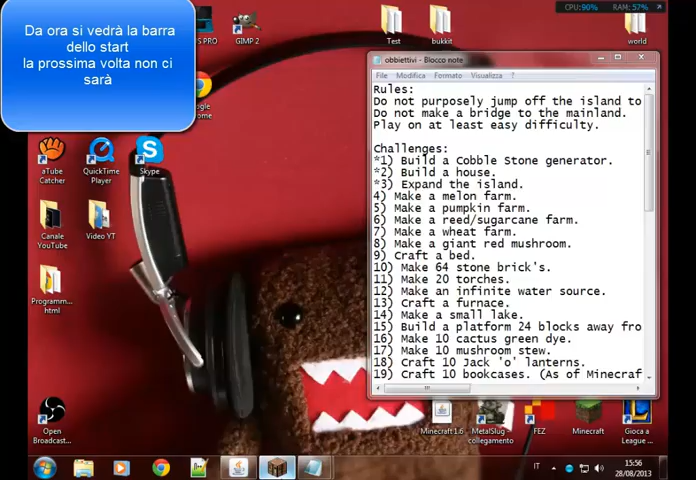 Da ora si vedrà la barra
dello start
la prossima volta non ci
sarà
S PRO
GIMP 2
Test
bukkit
CPU:90%
RAM:57%
world
ogle
ome
obbiettivi - Blocco note
File Modifica Formato Visualizza ?
Rules:
Do not purposely jump off the island to
Do not make a bridge to the mainland.
Play on at least easy difficulty.
Challenges:
*1) Build a Cobble Stone generator.
*2) Build a house.
*3) Expand the island.
4) Make a melon farm.
5) Make a pumpkin farm.
6) Make a reed/sugarcane farm.
7) Make a wheat farm.
8) Make a giant red mushroom.
9) Craft a bed.
10) Make 64 stone brick's.
11) Make 20 torches.
12) Make an infinite water source.
13) Craft a furnace.
14) Make a small lake.
15) Build a platform 24 blocks away fro
16) Make 10 cactus green dye.
17) Make 10 mushroom stew.
18) Craft 10 Jack 'o' lanterns.
19) Craft 10 bookcases. (As of Minecraf
aTube
Catcher
QuickTime
Player
Skype
Canale
YouTube
Video YT
Programm...
html
Open
Broadcast...
Minecraft 1.6
MetalSlug -
collegamento
FEZ
Minecraft
Gioca a
League ...
IT
15:56
28/08/2013